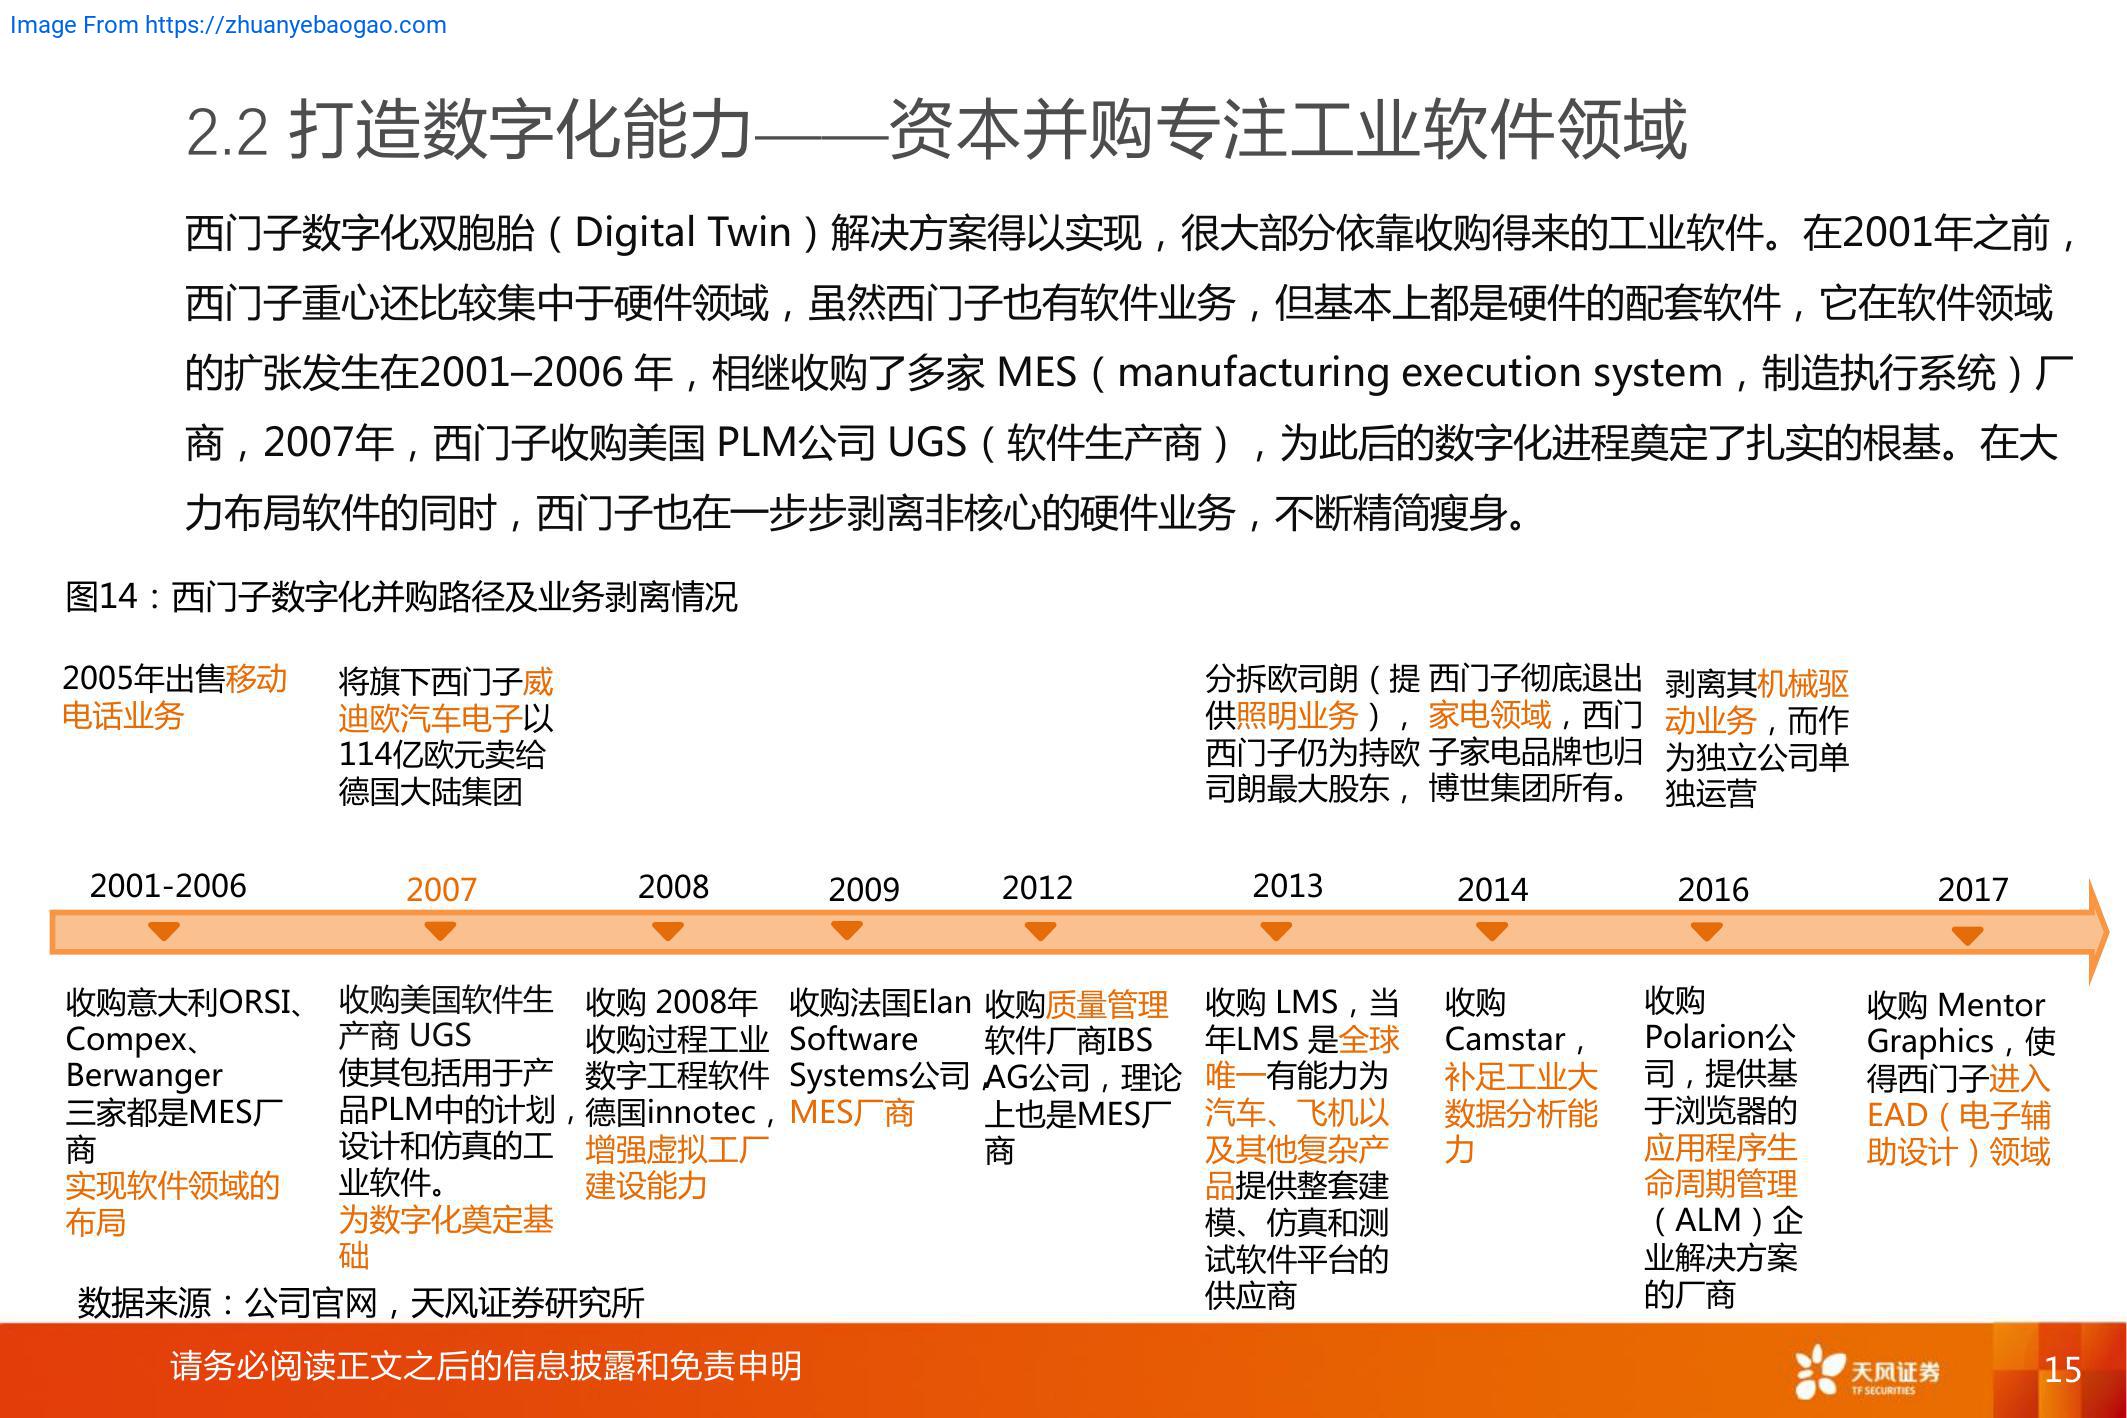 Image From https://zhuanyebaogao.com
2.2 打造数字化能力——资本并购专注工业软件领域
西门子数字化双胞胎（Digital Twin）解决方案得以实现，很大部分依靠收购得来的工业软件。在2001年之前，
西门子重心还比较集中于硬件领域，虽然西门子也有软件业务，但基本上都是硬件的配套软件，它在软件领域
的扩张发生在2001–2006 年，相继收购了多家 MES（manufacturing execution system，制造执行系统）厂
商，2007年，西门子收购美国 PLM公司 UGS（软件生产商），为此后的数字化进程奠定了扎实的根基。在大
力布局软件的同时，西门子也在一步步剥离非核心的硬件业务，不断精简瘦身。
图14：西门子数字化并购路径及业务剥离情况
2005年出售移动
电话业务
将旗下西门子威
迪欧汽车电子以
114亿欧元卖给
德国大陆集团
分拆欧司朗（提
供照明业务），
西门子仍为持欧
司朗最大股东，
西门子彻底退出
家电领域，西门
子家电品牌也归
博世集团所有。
剥离其机械驱
动业务，而作
为独立公司单
独运营
2001-2006
2007
2008
2009
2012
2013
2014
2016
2017
收购意大利ORSI、
Compex、
Berwanger
三家都是MES厂
商
实现软件领域的
布局
收购美国软件生
产商 UGS
使其包括用于产
品PLM中的计划，
设计和仿真的工
业软件。
为数字化奠定基
础
收购 2008年
收购过程工业
数字工程软件
德国innotec，
增强虚拟工厂
建设能力
收购法国Elan
Software
Systems公司，
MES厂商
收购质量管理
软件厂商IBS
AG公司，理论
上也是MES厂
商
收购 LMS，当
年LMS 是全球
唯一有能力为
汽车、飞机以
及其他复杂产
品提供整套建
模、仿真和测
试软件平台的
供应商
收购
Camstar，
补足工业大
数据分析能
力
收购
Polarion公
司，提供基
于浏览器的
应用程序生
命周期管理
（ALM）企
业解决方案
的厂商
收购 Mentor
Graphics，使
得西门子进入
EAD（电子辅
助设计）领域
数据来源：公司官网，天风证券研究所
请务必阅读正文之后的信息披露和免责申明
天风证券
TF SECURITIES
15